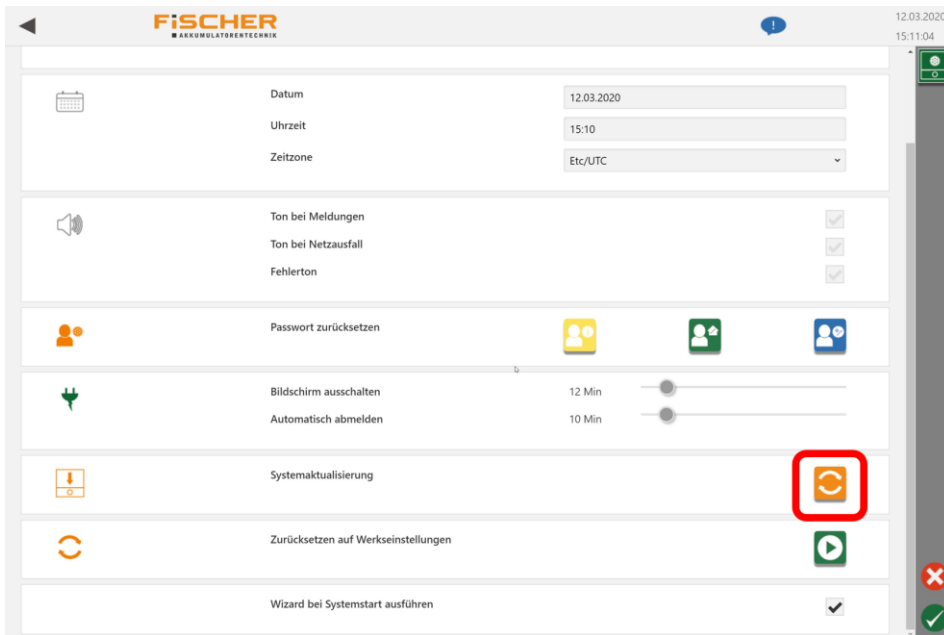 FiSCHER
AKKUMULATORENTECHNIK
12.03.2020
15:11:04
Datum
12.03.2020
Uhrzeit
15:10
Zeitzone
Etc/UTC
Ton bei Meldungen
Ton bei Netzausfall
Fehlerton
Passwort zurücksetzen
Bildschirm ausschalten
12 Min
Automatisch abmelden
10 Min
Systemaktualisierung
Zurücksetzen auf Werkseinstellungen
Wizard bei Systemstart ausführen